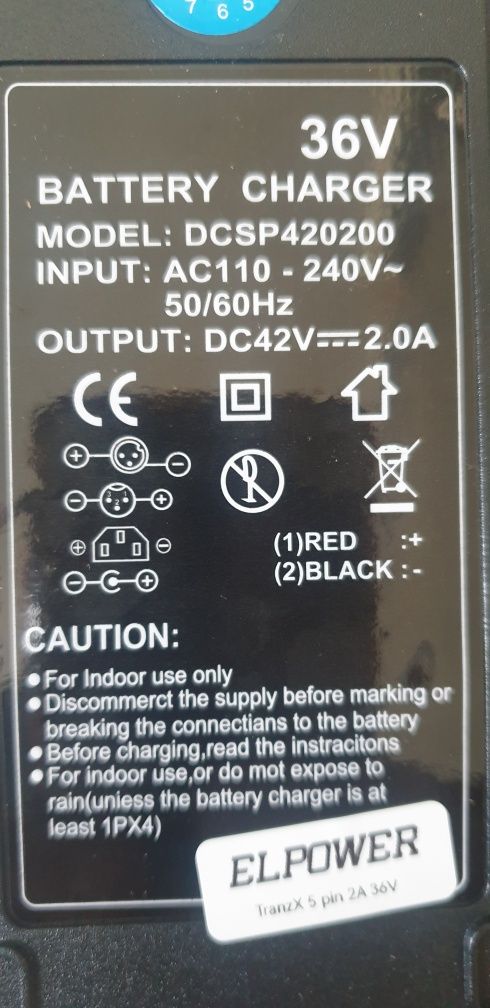 7 6 5
36V
BATTERY CHARGER
MODEL: DCSP420200
INPUT: AC110 - 240V~
50/60Hz
OUTPUT: DC42V⎓2.0A
CE
(1)RED :+
(2)BLACK :-
CAUTION:
●For Indoor use only
●Discommerct the supply before marking or
breaking the connectians to the battery
●Before charging,read the instracitons
●For indoor use,or do mot expose to
rain(uniess the battery charger is at
least 1PX4)
ELPOWER
TranzX 5 pin 2A 36V